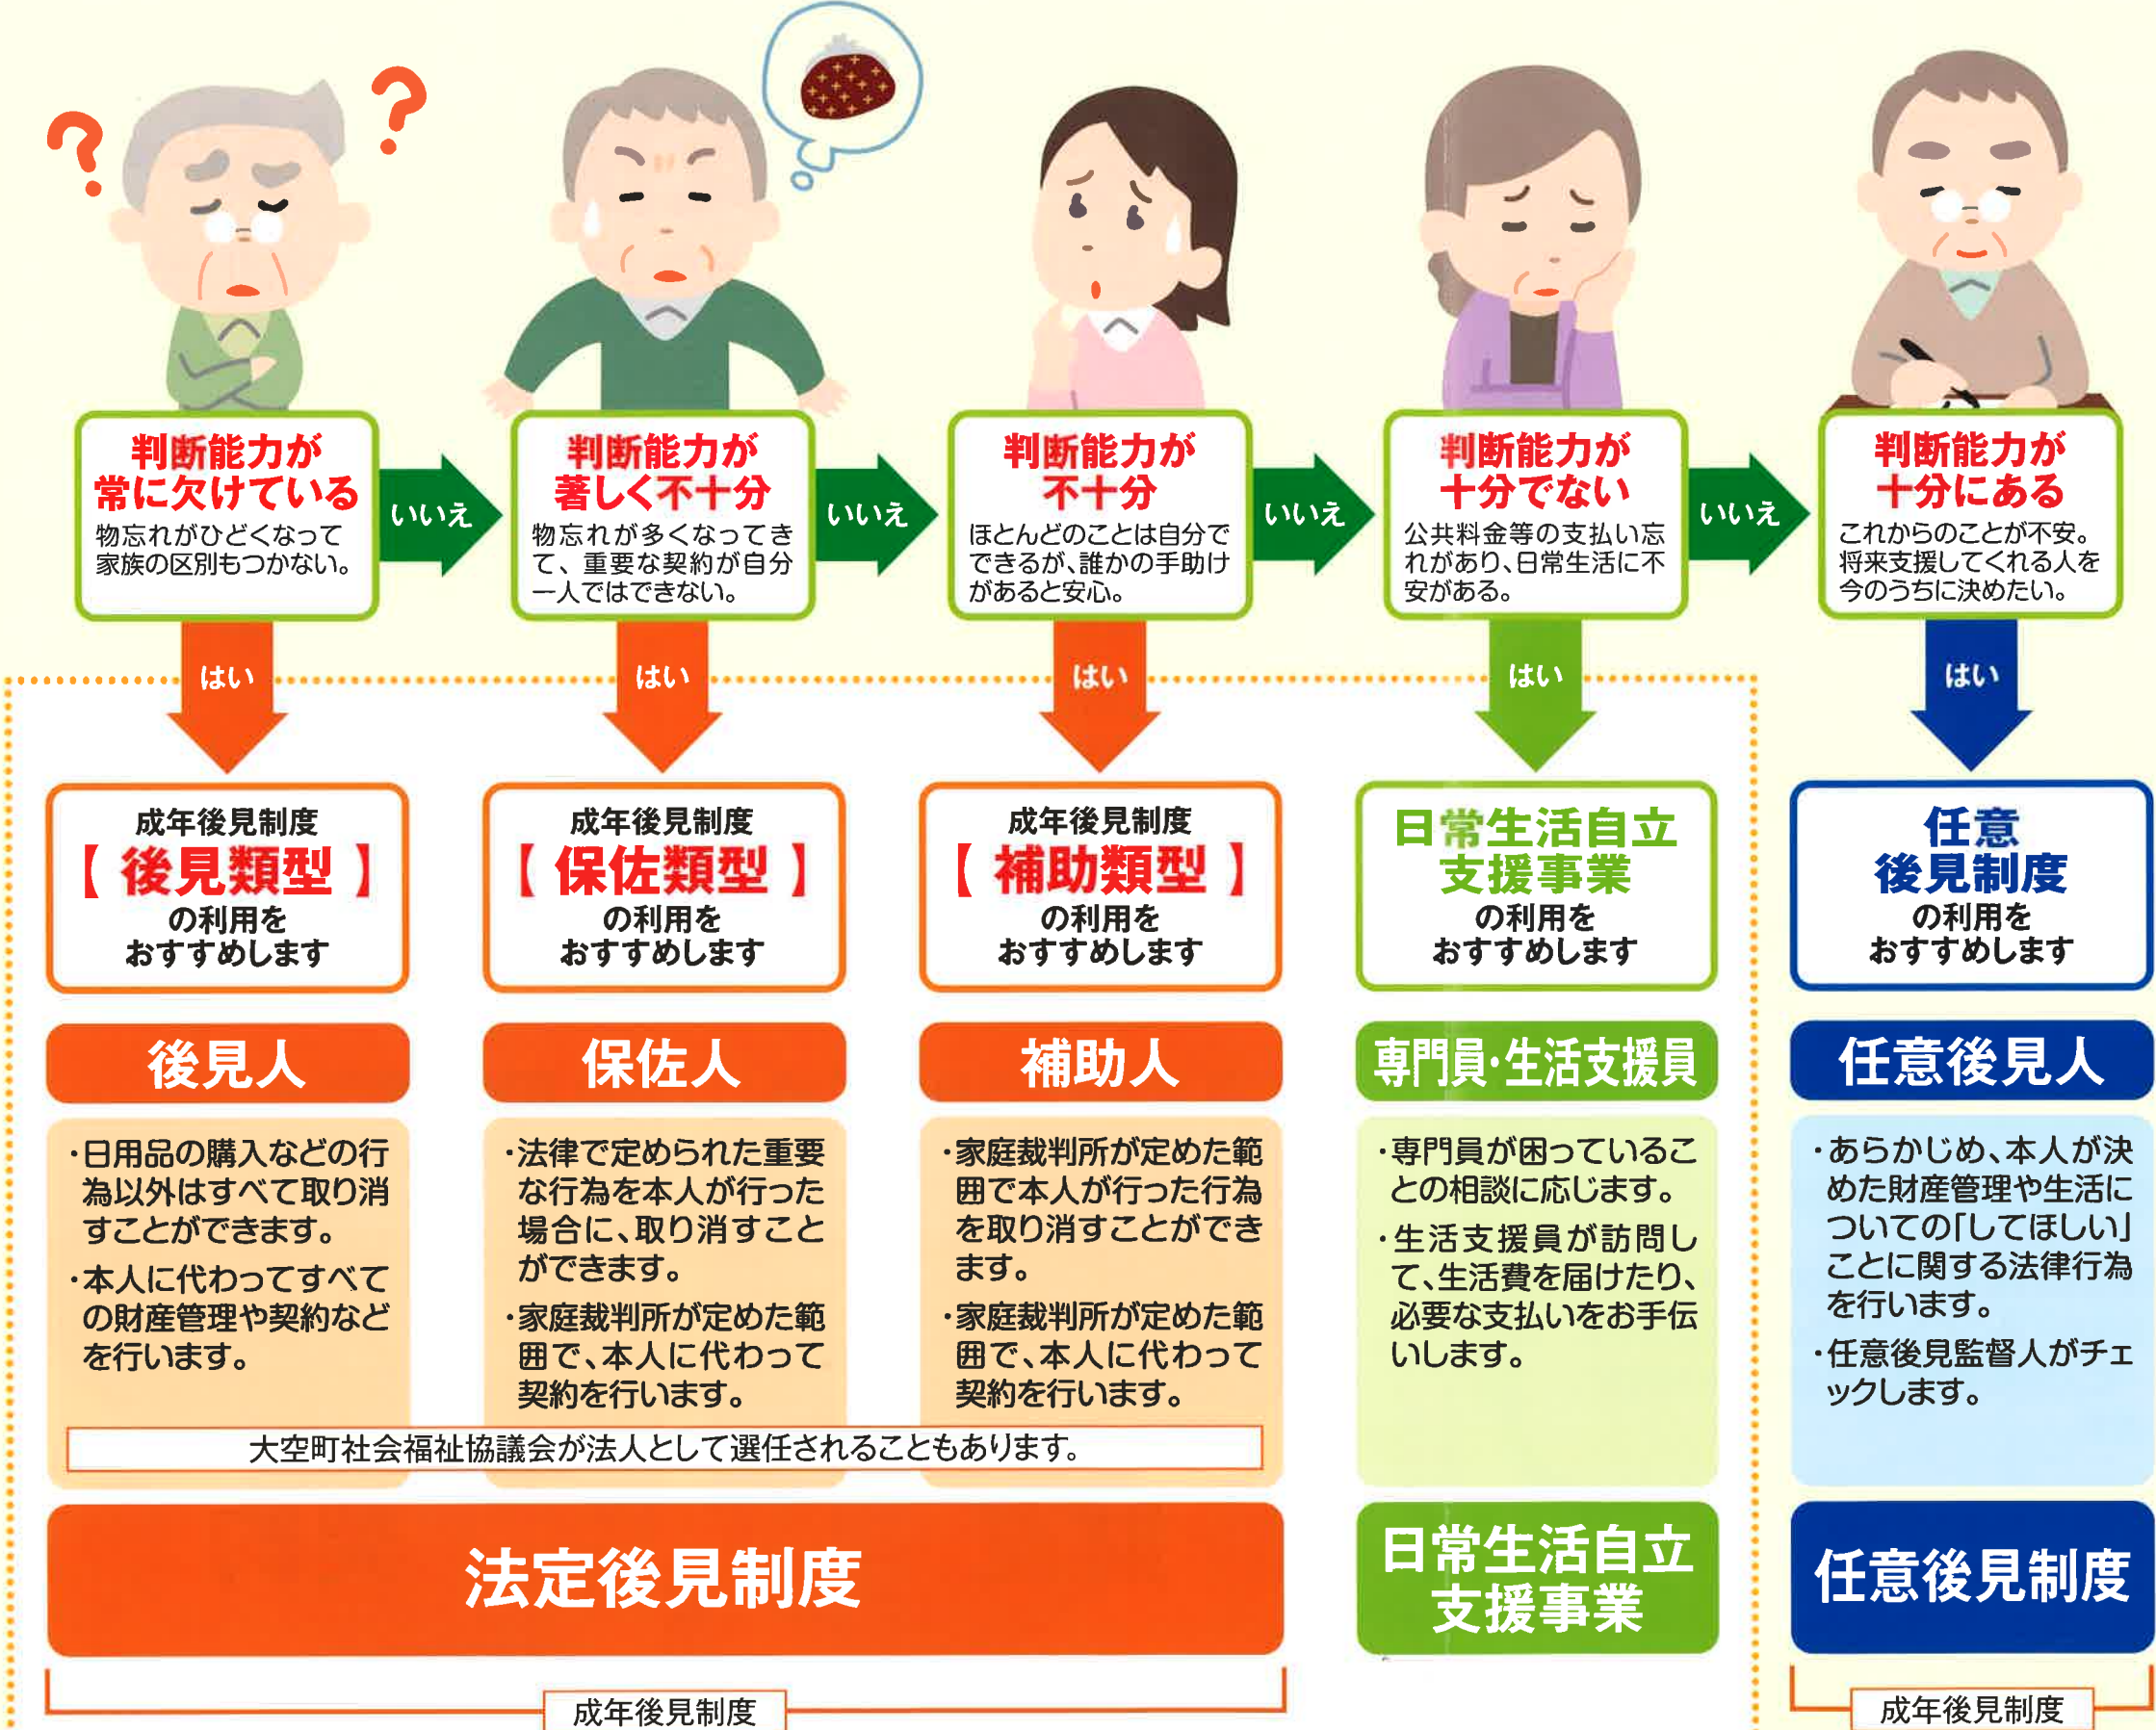 ?
?
判断能力が
常に欠けている
物忘れがひどくなって
家族の区別もつかない。
いいえ
判断能力が
著しく不十分
物忘れが多くなってき
て、重要な契約が自分
一人ではできない。
いいえ
判断能力が
不十分
ほとんどのことは自分で
できるが、誰かの手助け
があると安心。
いいえ
判断能力が
十分でない
公共料金等の支払い忘
れがあり、日常生活に不
安がある。
いいえ
判断能力が
十分にある
これからのことが不安。
将来支援してくれる人を
今のうちに決めたい。
はい
はい
はい
はい
はい
成年後見制度
【後見類型】
の利用を
おすすめします
成年後見制度
【保佐類型】
の利用を
おすすめします
成年後見制度
【補助類型】
の利用を
おすすめします
日常生活自立
支援事業
の利用を
おすすめします
任意
後見制度
の利用を
おすすめします
後見人
・日用品の購入などの行
為以外はすべて取り消
すことができます。
・本人に代わってすべて
の財産管理や契約など
を行います。
保佐人
・法律で定められた重要
な行為を本人が行った
場合に、取り消すこと
ができます。
・家庭裁判所が定めた範
囲で、本人に代わって
契約を行います。
補助人
・家庭裁判所が定めた範
囲で本人が行った行為
を取り消すことができ
ます。
・家庭裁判所が定めた範
囲で、本人に代わって
契約を行います。
専門員・生活支援員
・専門員が困っているこ
との相談に応じます。
・生活支援員が訪問し
て、生活費を届けたり、
必要な支払いをお手伝
いします。
任意後見人
・あらかじめ、本人が決
めた財産管理や生活に
ついての「してほしい」
ことに関する法律行為
を行います。
・任意後見監督人がチェ
ックします。
大空町社会福祉協議会が法人として選任されることもあります。
法定後見制度
日常生活自立
支援事業
任意後見制度
成年後見制度
成年後見制度